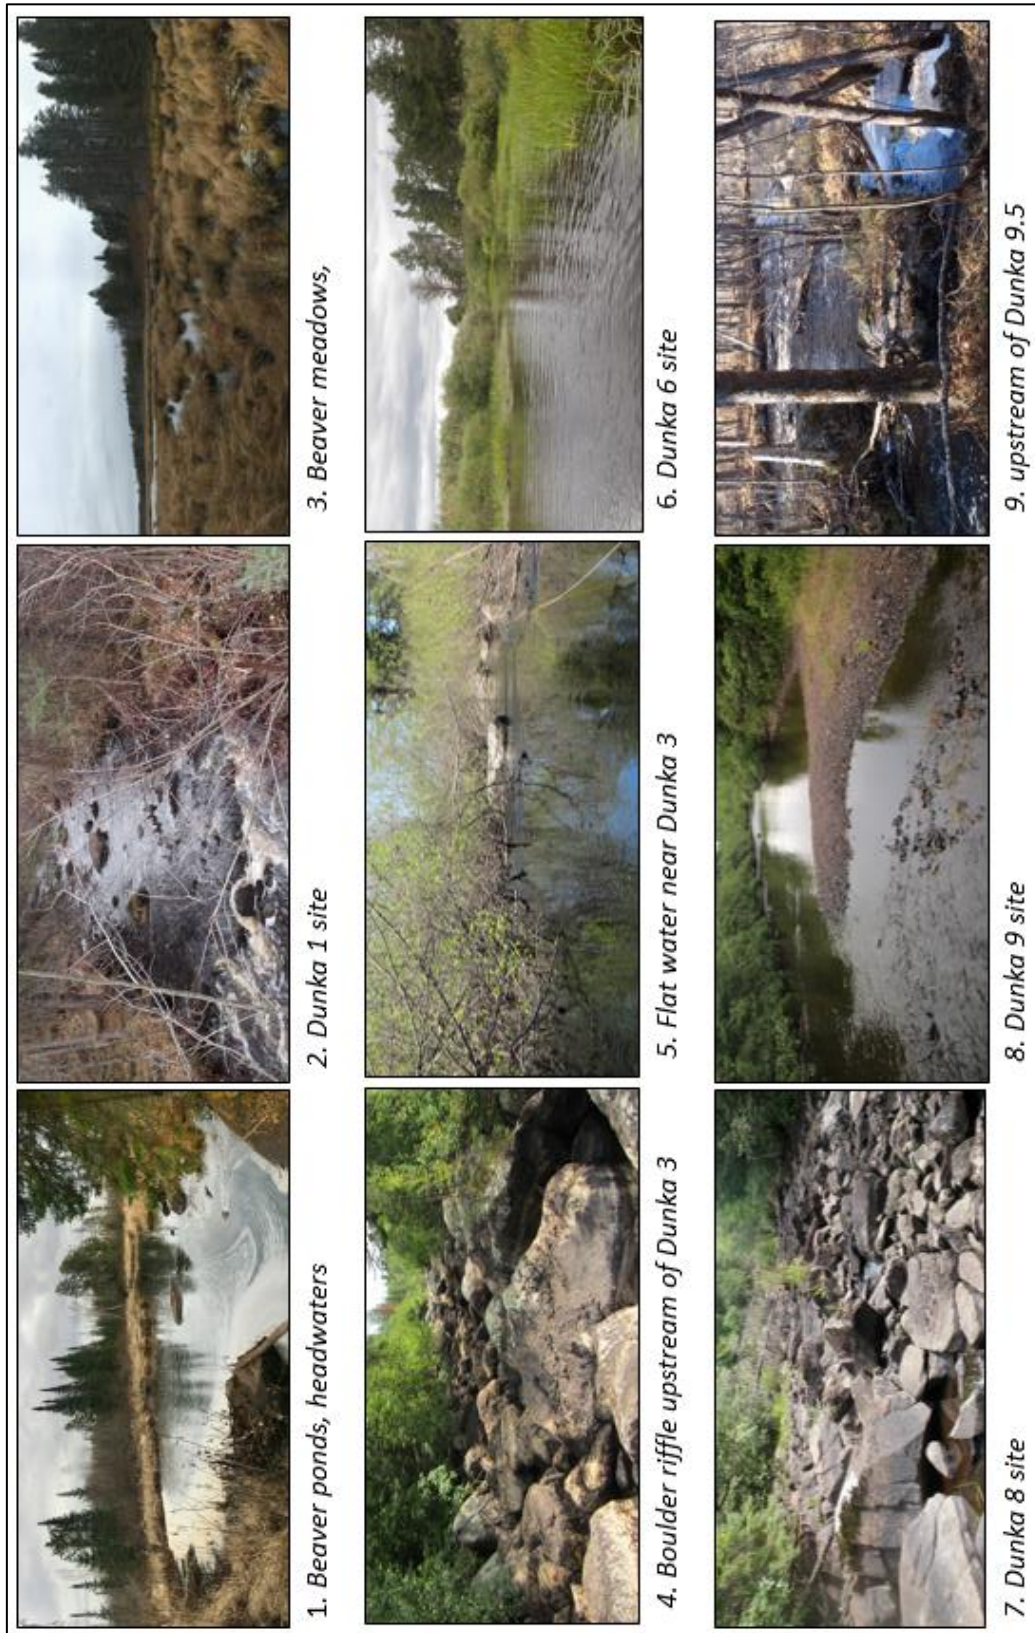 1. Beaver ponds, headwaters
2. Dunka 1 site
3. Beaver meadows,
4. Boulder riffle upstream of Dunka 3
5. Flat water near Dunka 3
6. Dunka 6 site
7. Dunka 8 site
8. Dunka 9 site
9. upstream of Dunka 9.5